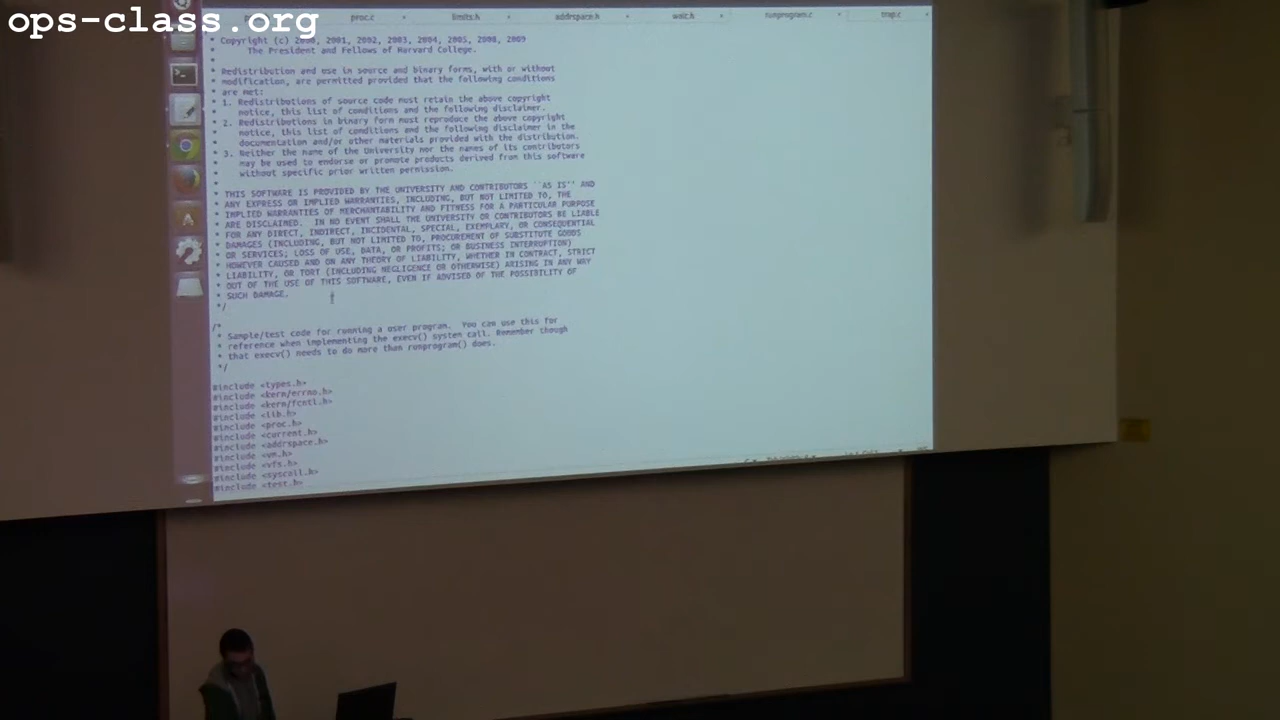 ops-class.org
proc.c limits.h addrspace.h wait.h runprogram.c trap.c
* Copyright (c) 2000, 2001, 2002, 2003, 2004, 2005, 2008, 2009
* The President and Fellows of Harvard College.
*
* Redistribution and use in source and binary forms, with or without
* modification, are permitted provided that the following conditions
* are met:
* 1. Redistributions of source code must retain the above copyright
* notice, this list of conditions and the following disclaimer.
* 2. Redistributions in binary form must reproduce the above copyright
* notice, this list of conditions and the following disclaimer in the
* documentation and/or other materials provided with the distribution.
* 3. Neither the name of the University nor the names of its contributors
* may be used to endorse or promote products derived from this software
* without specific prior written permission.
*
* THIS SOFTWARE IS PROVIDED BY THE UNIVERSITY AND CONTRIBUTORS ``AS IS'' AND
* ANY EXPRESS OR IMPLIED WARRANTIES, INCLUDING, BUT NOT LIMITED TO, THE
* IMPLIED WARRANTIES OF MERCHANTABILITY AND FITNESS FOR A PARTICULAR PURPOSE
* ARE DISCLAIMED. IN NO EVENT SHALL THE UNIVERSITY OR CONTRIBUTORS BE LIABLE
* FOR ANY DIRECT, INDIRECT, INCIDENTAL, SPECIAL, EXEMPLARY, OR CONSEQUENTIAL
* DAMAGES (INCLUDING, BUT NOT LIMITED TO, PROCUREMENT OF SUBSTITUTE GOODS
* OR SERVICES; LOSS OF USE, DATA, OR PROFITS; OR BUSINESS INTERRUPTION)
* HOWEVER CAUSED AND ON ANY THEORY OF LIABILITY, WHETHER IN CONTRACT, STRICT
* LIABILITY, OR TORT (INCLUDING NEGLIGENCE OR OTHERWISE) ARISING IN ANY WAY
* OUT OF THE USE OF THIS SOFTWARE, EVEN IF ADVISED OF THE POSSIBILITY OF
* SUCH DAMAGE.
*/
/*
* Sample/test code for running a user program. You can use this for
* reference when implementing the execv() system call. Remember though
* that execv() needs to do more than runprogram() does.
*/
#include <types.h>
#include <kern/errno.h>
#include <kern/fcntl.h>
#include <lib.h>
#include <proc.h>
#include <current.h>
#include <addrspace.h>
#include <vm.h>
#include <vfs.h>
#include <syscall.h>
#include <test.h>